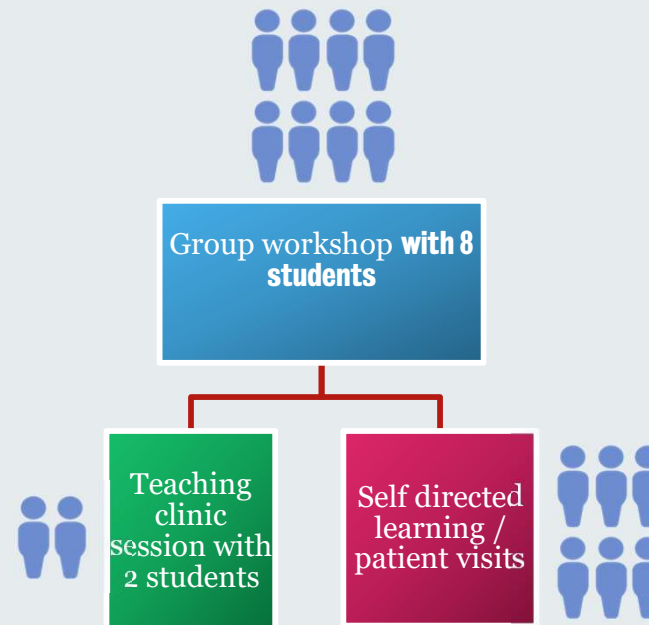 Group workshop with 8
students
Teaching
clinic
session with
2 students
Self directed
learning /
patient visits